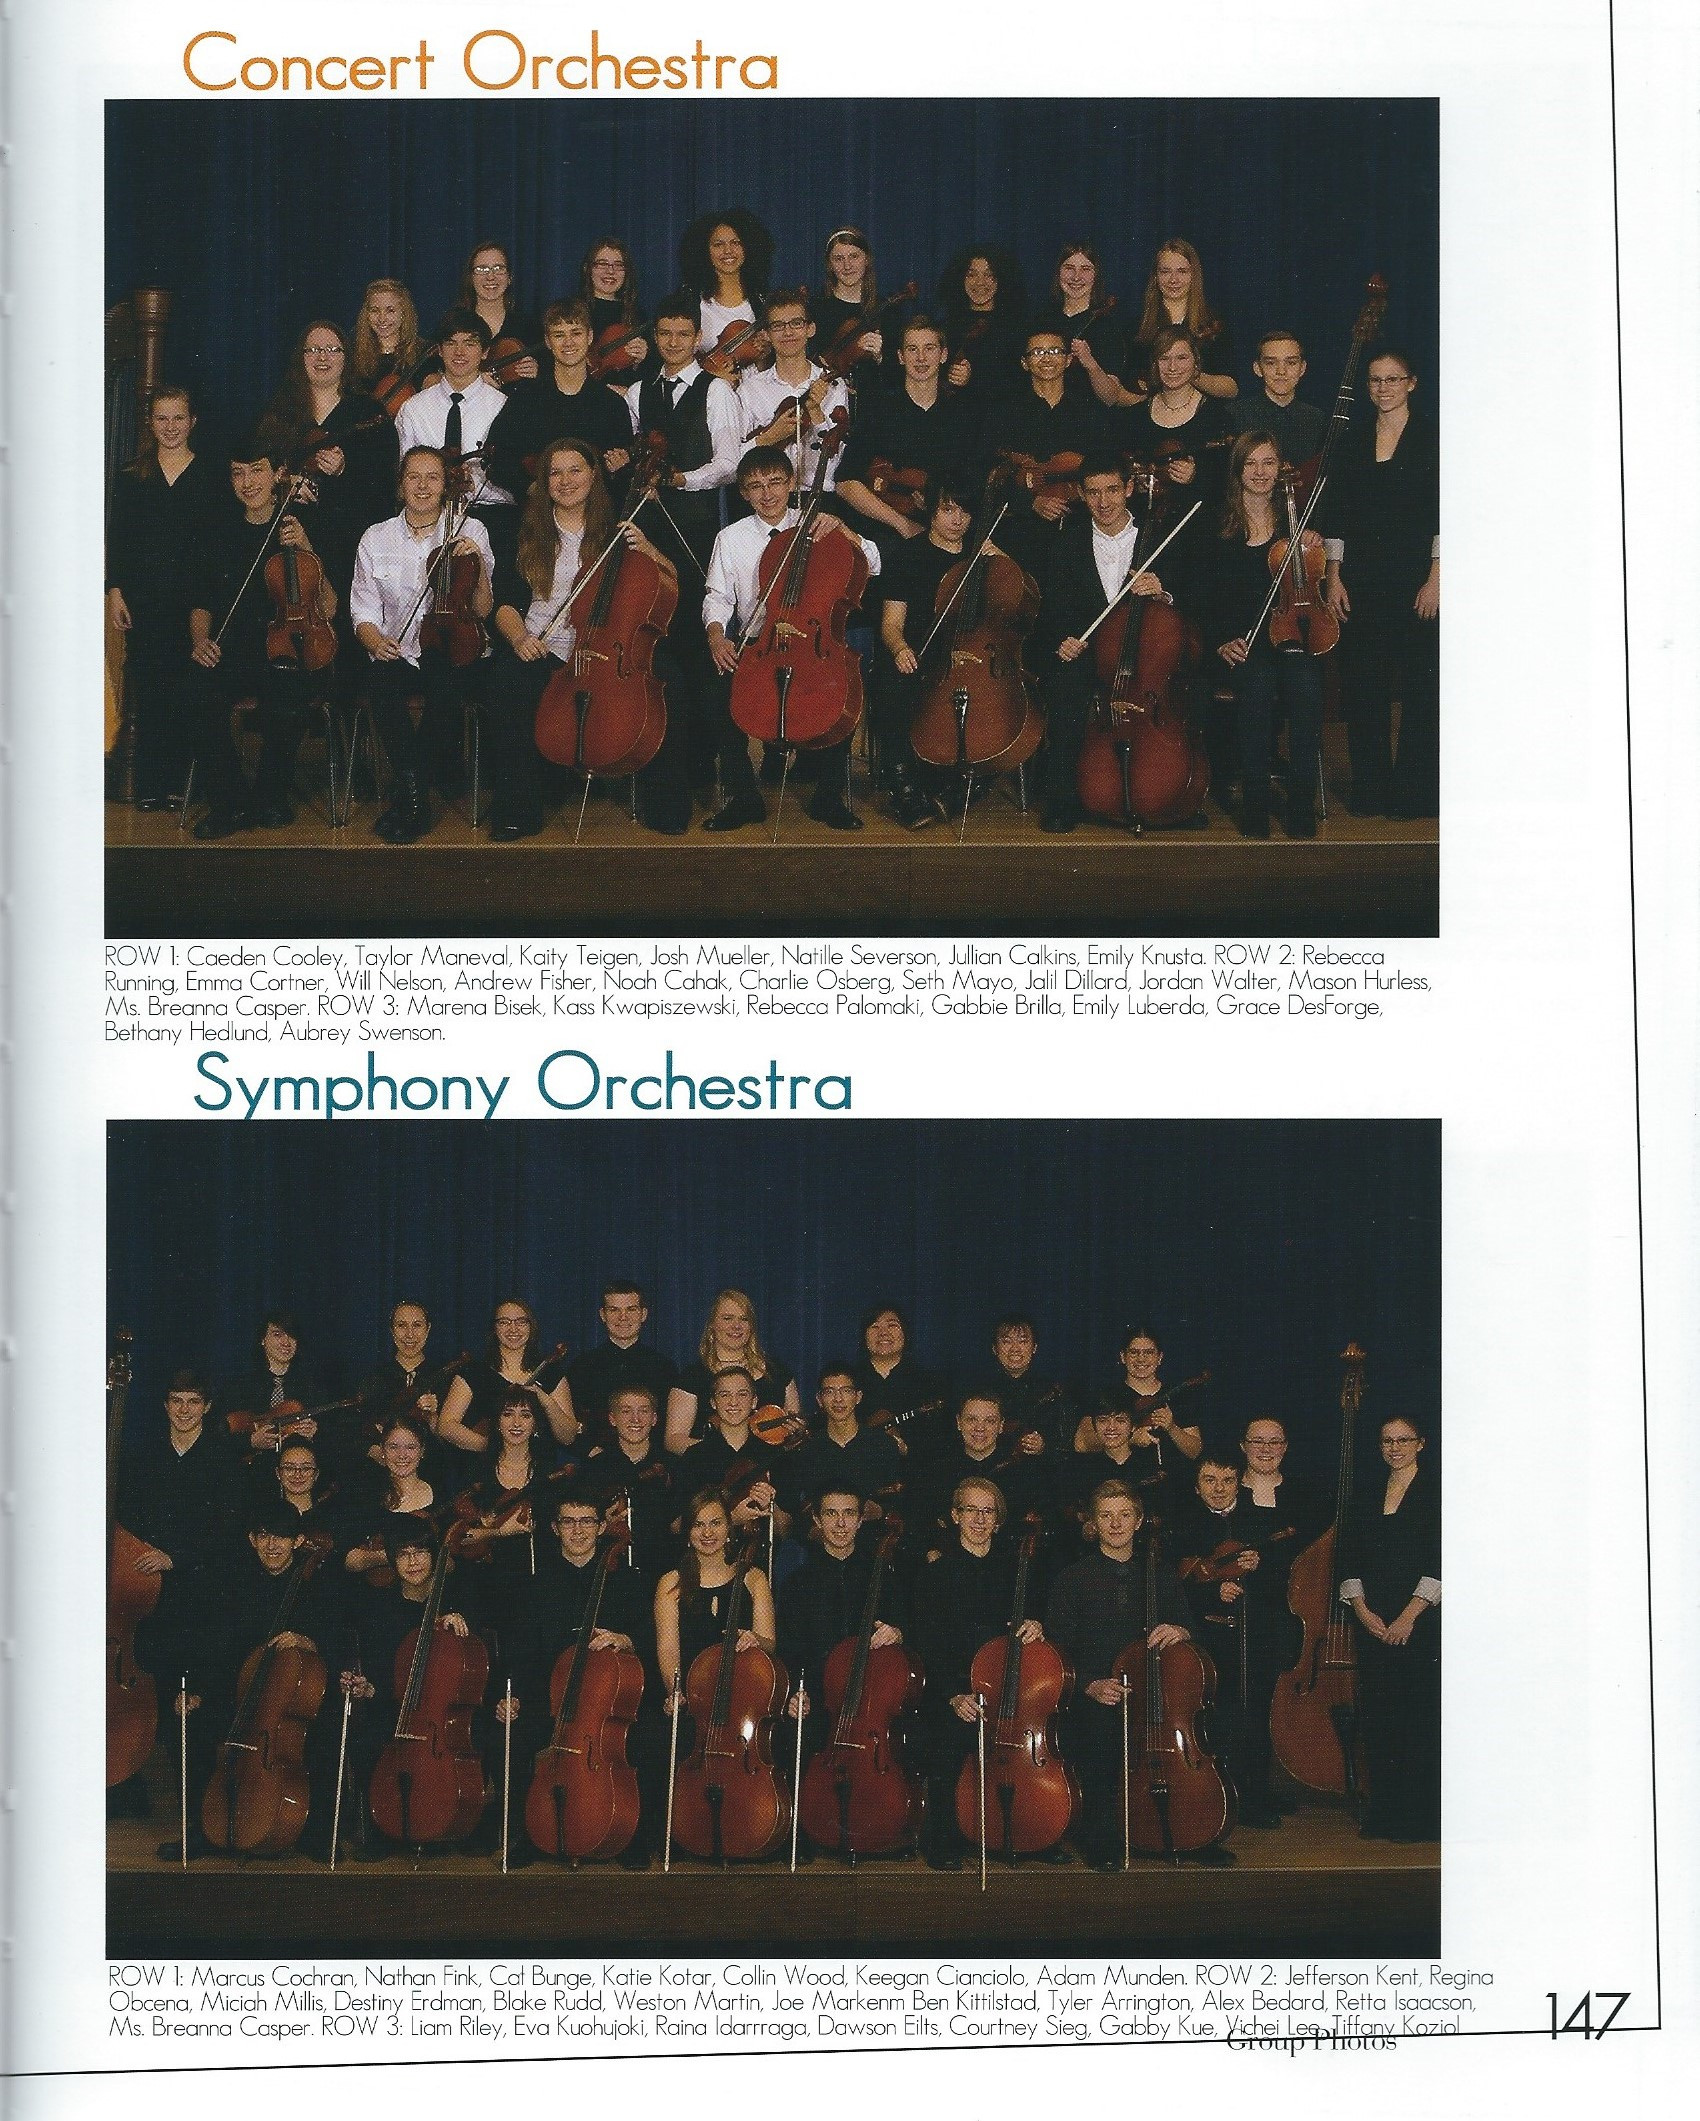 Concert Orchestra
ROW 1: Caeden Cooley, Taylor Maneval, Kaity Teigen, Josh Mueller, Natille Severson, Jullian Calkins, Emily Knusta. ROW 2: Rebecca
Running, Emma Cortner, Will Nelson, Andrew Fisher, Noah Cahak, Charlie Osberg, Seth Mayo, Jalil Dillard, Jordan Walter, Mason Hurless,
Ms. Breanna Casper. ROW 3: Marena Bisek, Kass Kwapiszewski, Rebecca Palomaki, Gabbie Brilla, Emily Luberda, Grace DesForge,
Bethany Hedlund, Aubrey Swenson.
Symphony Orchestra
ROW 1: Marcus Cochran, Nathan Fink, Cat Bunge, Katie Kotar, Collin Wood, Keegan Cianciolo, Adam Munden. ROW 2: Jefferson Kent, Regina
Obcena, Miciah Millis, Destiny Erdman, Blake Rudd, Weston Martin, Joe Markenm Ben Kittilstad, Tyler Arrington, Alex Bedard, Retta Isaacson,
Ms. Breanna Casper. ROW 3: Liam Riley, Eva Kuohujoki, Raina Idarrraga, Dawson Eilts, Courtney Sieg, Gabby Kue, Vichei Lee, Tiffany Koziol
Group Photos
147